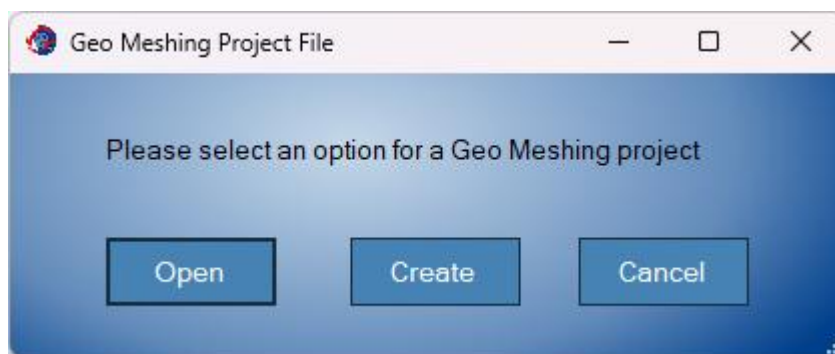 Geo Meshing Project File
Please select an option for a Geo Meshing project
Open Create Cancel